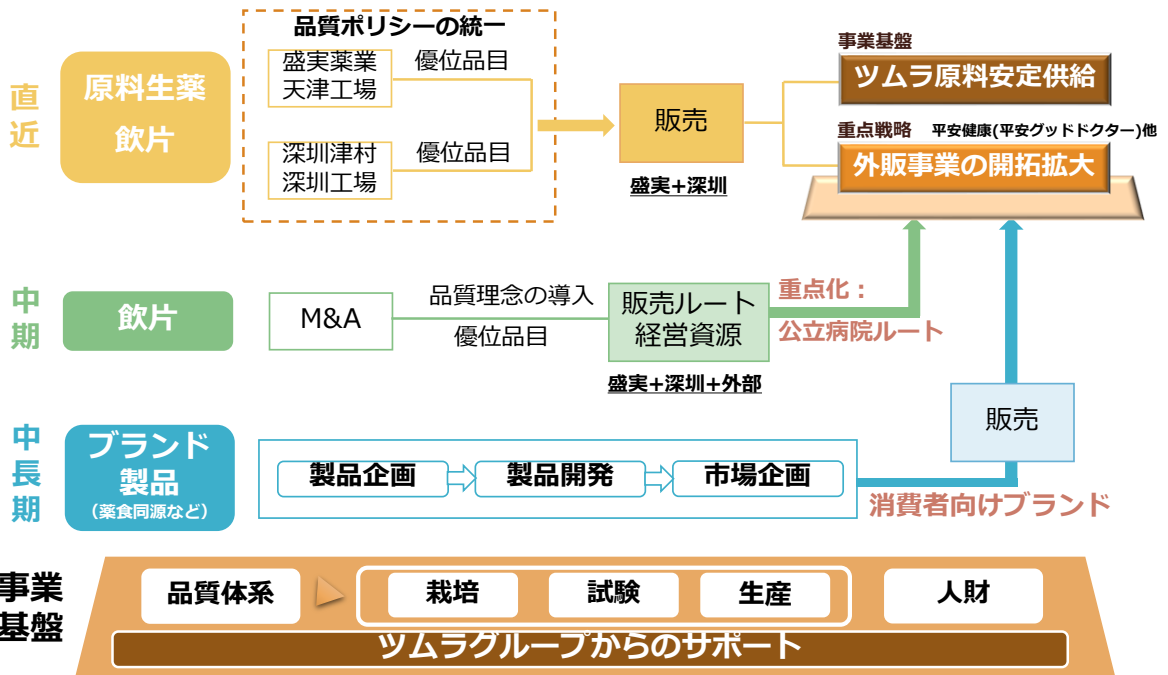 直近
原料生薬
飲片
品質ポリシーの統一
盛実薬業
天津工場
優位品目
深圳津村
深圳工場
優位品目
販売
盛実+深圳
事業基盤
ツムラ原料安定供給
重点戦略 平安健康(平安グッドドクター)他
外販事業の開拓拡大
中期
飲片
M&A
品質理念の導入
優位品目
販売ルート
経営資源
盛実+深圳+外部
重点化：
公立病院ルート
中長期
ブランド
製品
（薬食同源など）
製品企画
製品開発
市場企画
販売
消費者向けブランド
事業
基盤
品質体系
栽培
試験
生産
人財
ツムラグループからのサポート